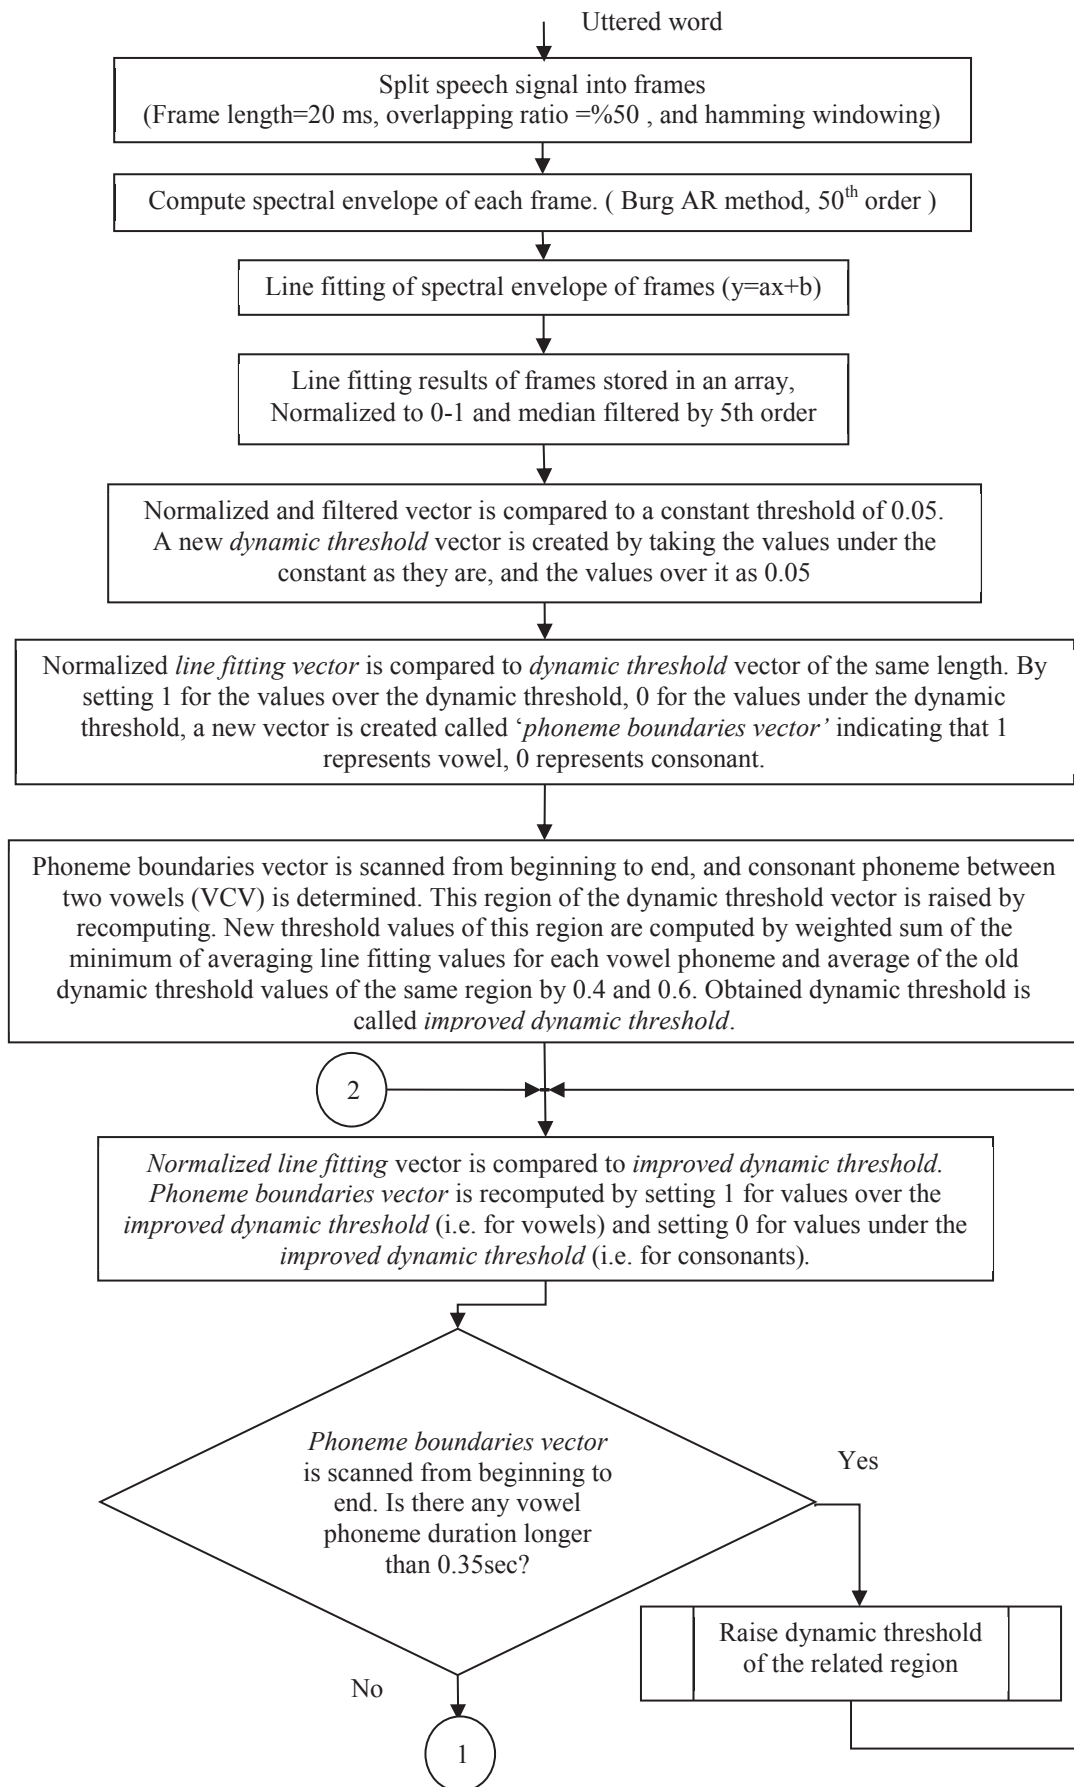 Uttered word
Split speech signal into frames
(Frame length=20 ms, overlapping ratio =%50 , and hamming windowing)
Compute spectral envelope of each frame. ( Burg AR method, 50th order )
Line fitting of spectral envelope of frames (y=ax+b)
Line fitting results of frames stored in an array,
Normalized to 0-1 and median filtered by 5th order
Normalized and filtered vector is compared to a constant threshold of 0.05.
A new dynamic threshold vector is created by taking the values under the
constant as they are, and the values over it as 0.05
Normalized line fitting vector is compared to dynamic threshold vector of the same length. By
setting 1 for the values over the dynamic threshold, 0 for the values under the dynamic
threshold, a new vector is created called ‘phoneme boundaries vector’ indicating that 1
represents vowel, 0 represents consonant.
Phoneme boundaries vector is scanned from beginning to end, and consonant phoneme between
two vowels (VCV) is determined. This region of the dynamic threshold vector is raised by
recomputing. New threshold values of this region are computed by weighted sum of the
minimum of averaging line fitting values for each vowel phoneme and average of the old
dynamic threshold values of the same region by 0.4 and 0.6. Obtained dynamic threshold is
called improved dynamic threshold.
2
Normalized line fitting vector is compared to improved dynamic threshold.
Phoneme boundaries vector is recomputed by setting 1 for values over the
improved dynamic threshold (i.e. for vowels) and setting 0 for values under the
improved dynamic threshold (i.e. for consonants).
Phoneme boundaries vector
is scanned from beginning to
end. Is there any vowel
phoneme duration longer
than 0.35sec?
Yes
Raise dynamic threshold
of the related region
No
1